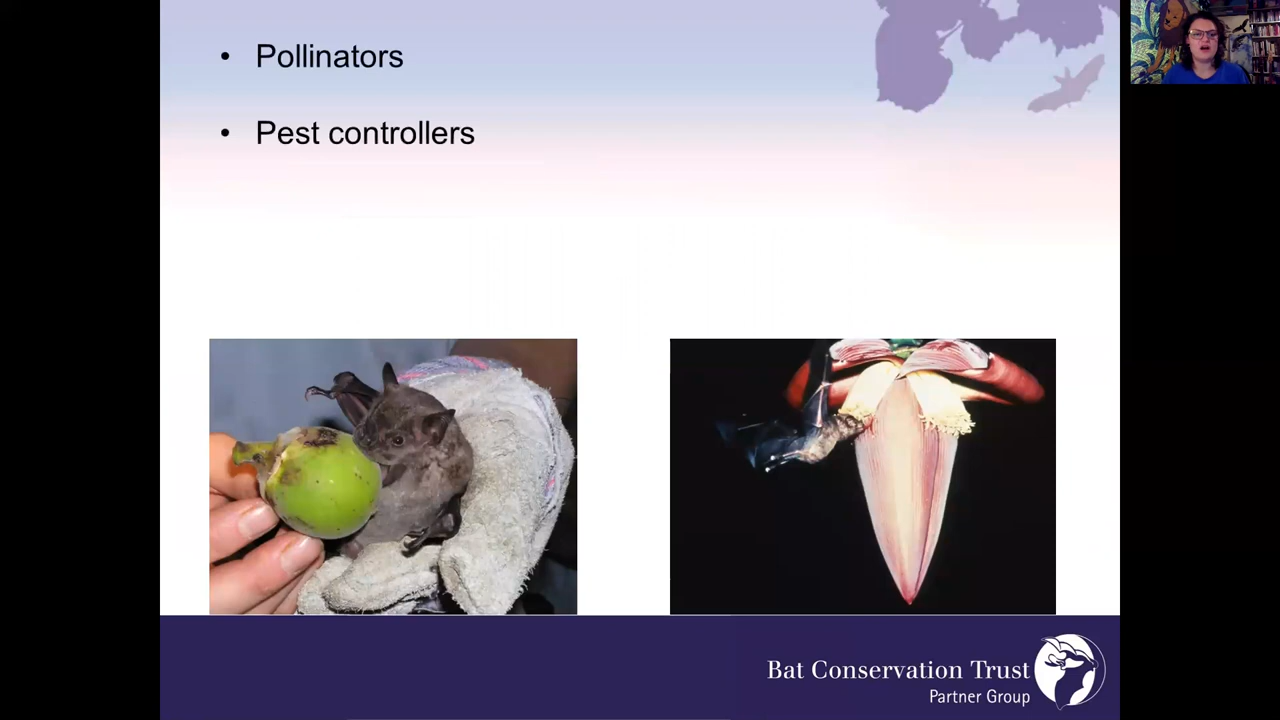 • Pollinators
• Pest controllers
Bat Conservation Trust
Partner Group